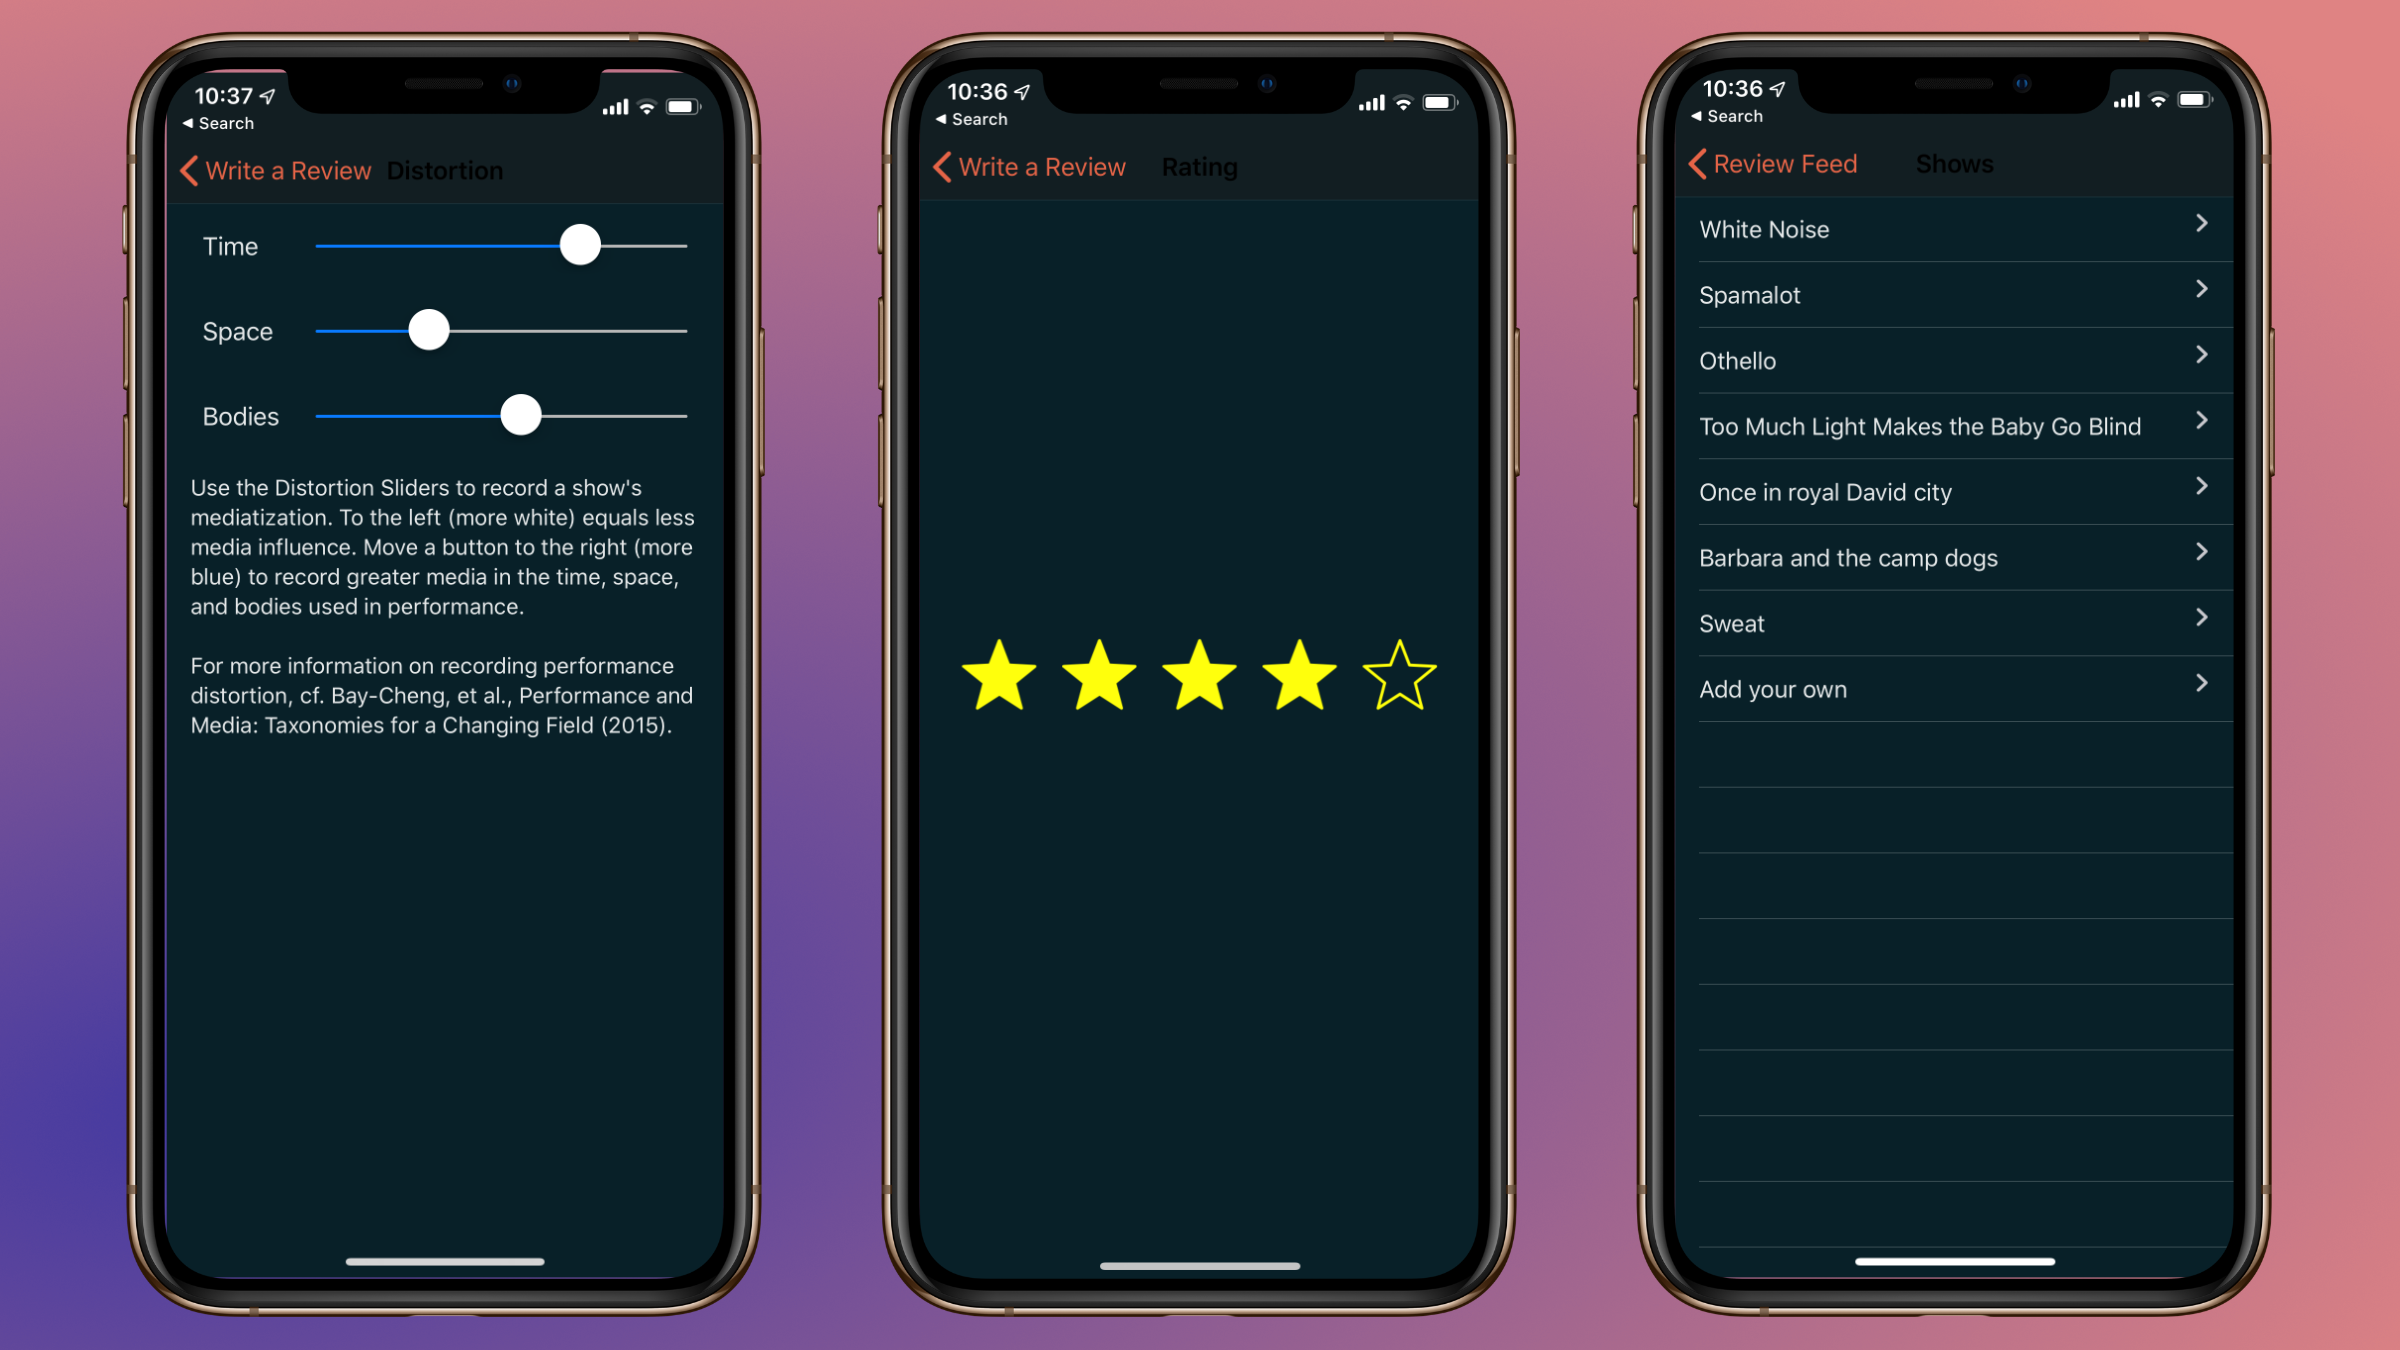 10:37
◀ Search
Write a Review Distortion
Time
Space
Bodies
Use the Distortion Sliders to record a show's
mediatization. To the left (more white) equals less
media influence. Move a button to the right (more
blue) to record greater media in the time, space,
and bodies used in performance.
For more information on recording performance
distortion, cf. Bay-Cheng, et al., Performance and
Media: Taxonomies for a Changing Field (2015).
10:36
◀ Search
Write a Review Rating
10:36
◀ Search
Review Feed Shows
White Noise
Spamalot
Othello
Too Much Light Makes the Baby Go Blind
Once in royal David city
Barbara and the camp dogs
Sweat
Add your own